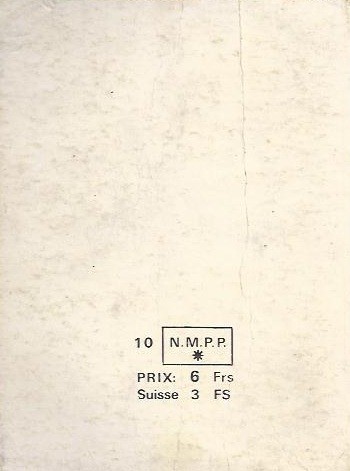 10 N.M.P.P.
*
PRIX: 6 Frs
Suisse 3 FS